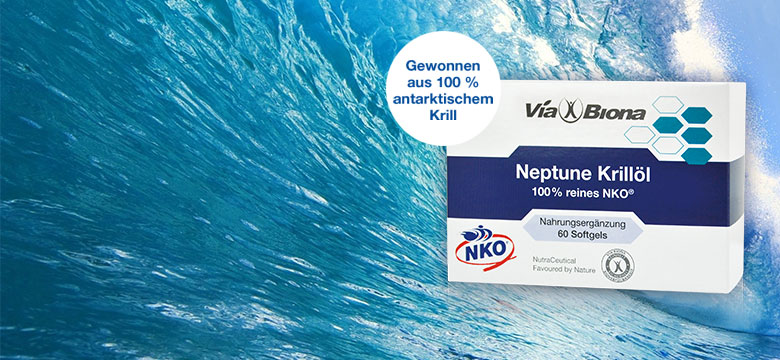 Gewonnen
aus 100 %
antarktischem
Krill
Via Biona
Neptune Krillöl
100% reines NKO®
Nahrungsergänzung
60 Softgels
NKO®
NutraCeutical
Favoured by Nature